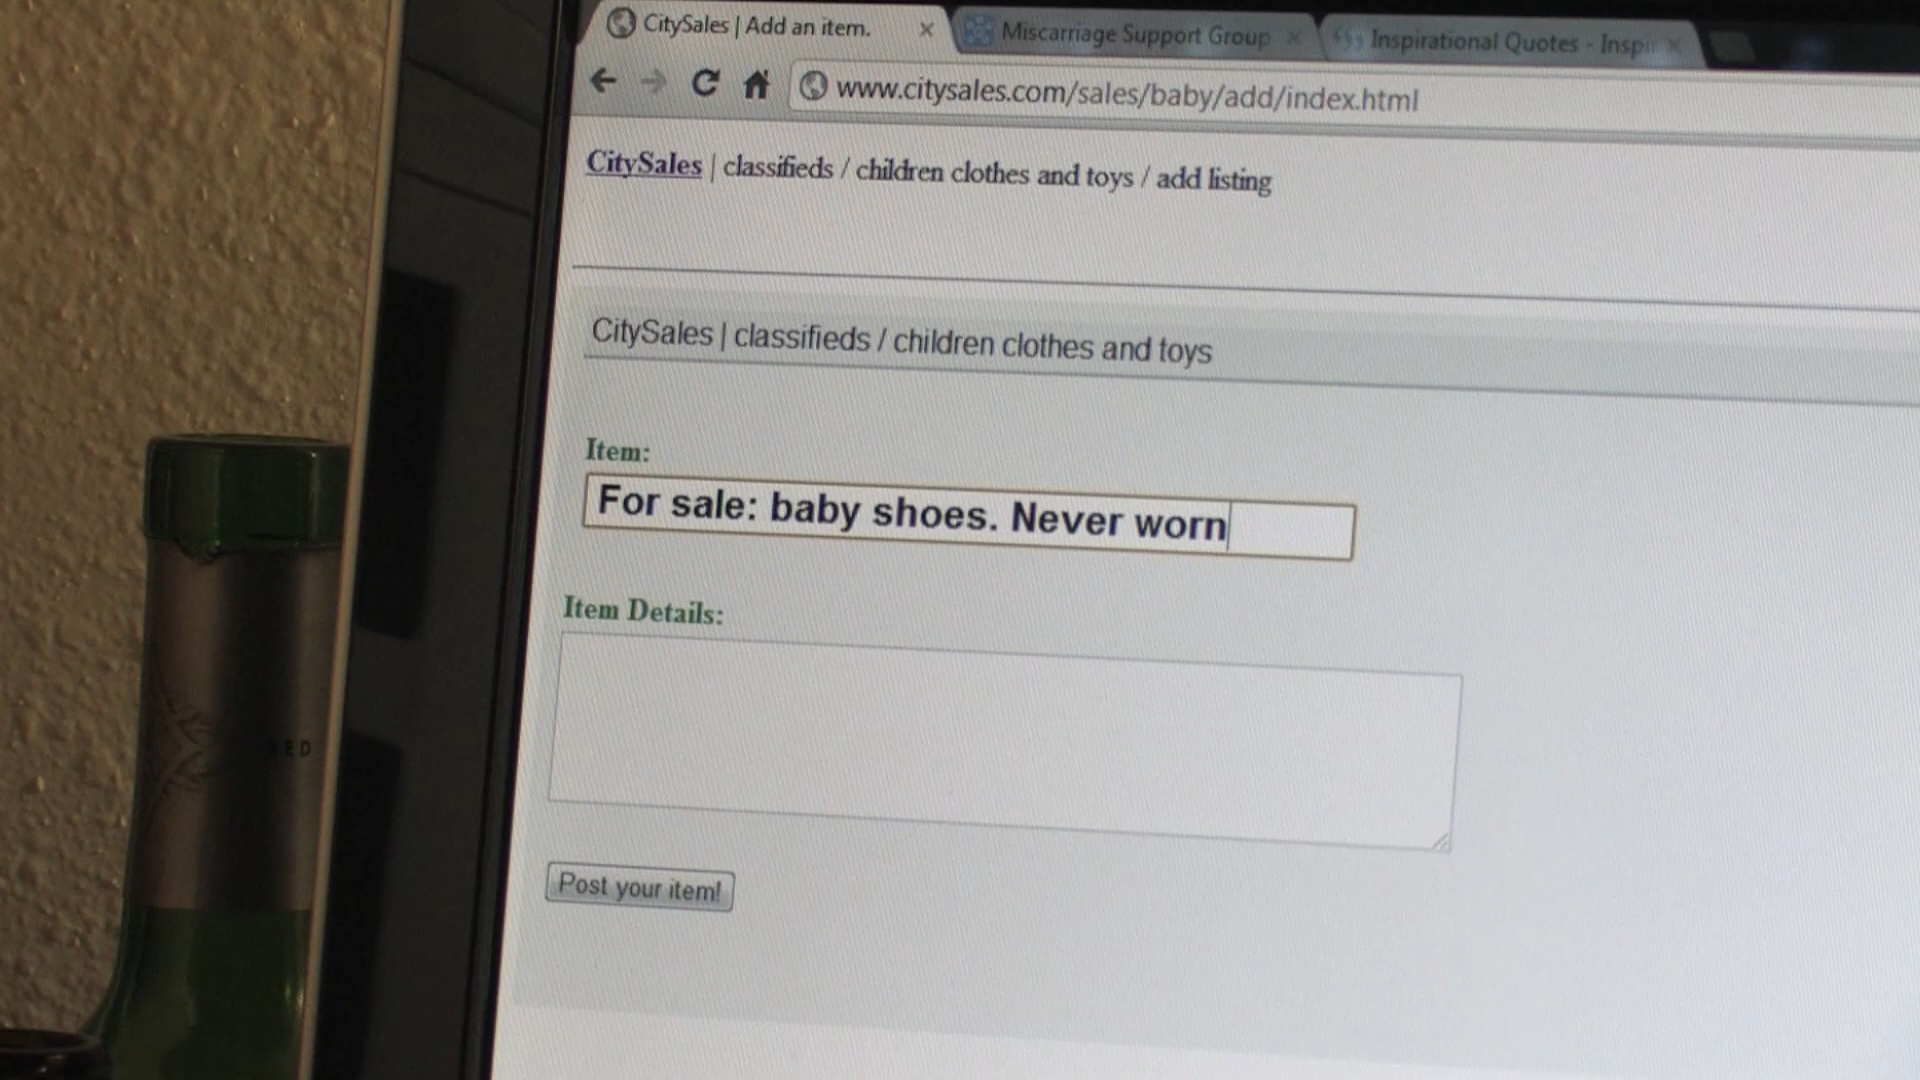 CitySales | Add an item.
Miscarriage Support Group
Inspirational Quotes - Inspir
www.citysales.com/sales/baby/add/index.html
CitySales | classifieds / children clothes and toys / add listing
CitySales | classifieds / children clothes and toys
Item:
For sale: baby shoes. Never worn
Item Details:
Post your item!
RED